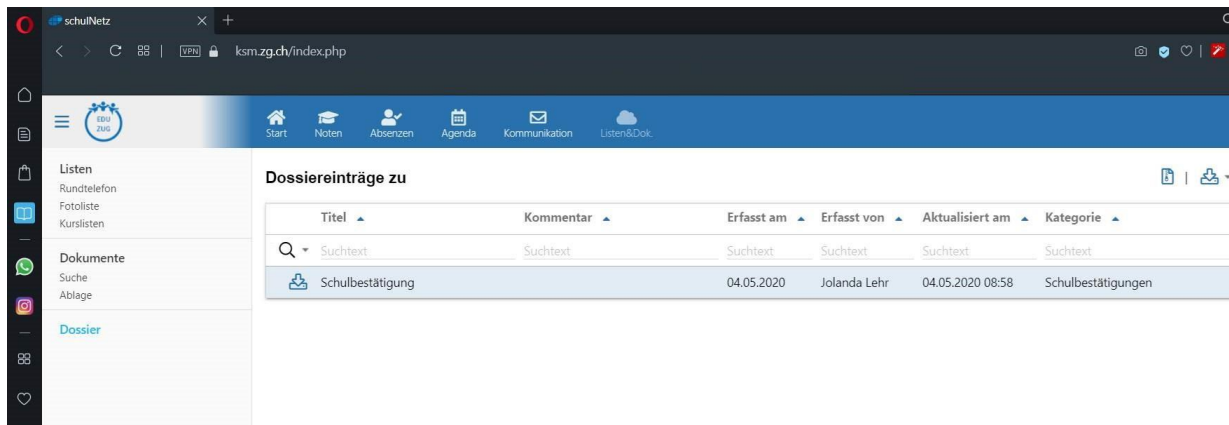 schulNetz
VPN
ksm.zg.ch/index.php
EDU
ZUG
Start Noten Absenzen Agenda Kommunikation Listen&Dok.
Listen
Rundtelefon
Fotoliste
Kurslisten
Dokumente
Suche
Ablage
Dossier
Dossiereinträge zu
Titel Kommentar Erfasst am Erfasst von Aktualisiert am Kategorie
Suchtext Suchtext Suchtext Suchtext Suchtext Suchtext
Schulbestätigung 04.05.2020 Jolanda Lehr 04.05.2020 08:58 Schulbestätigungen